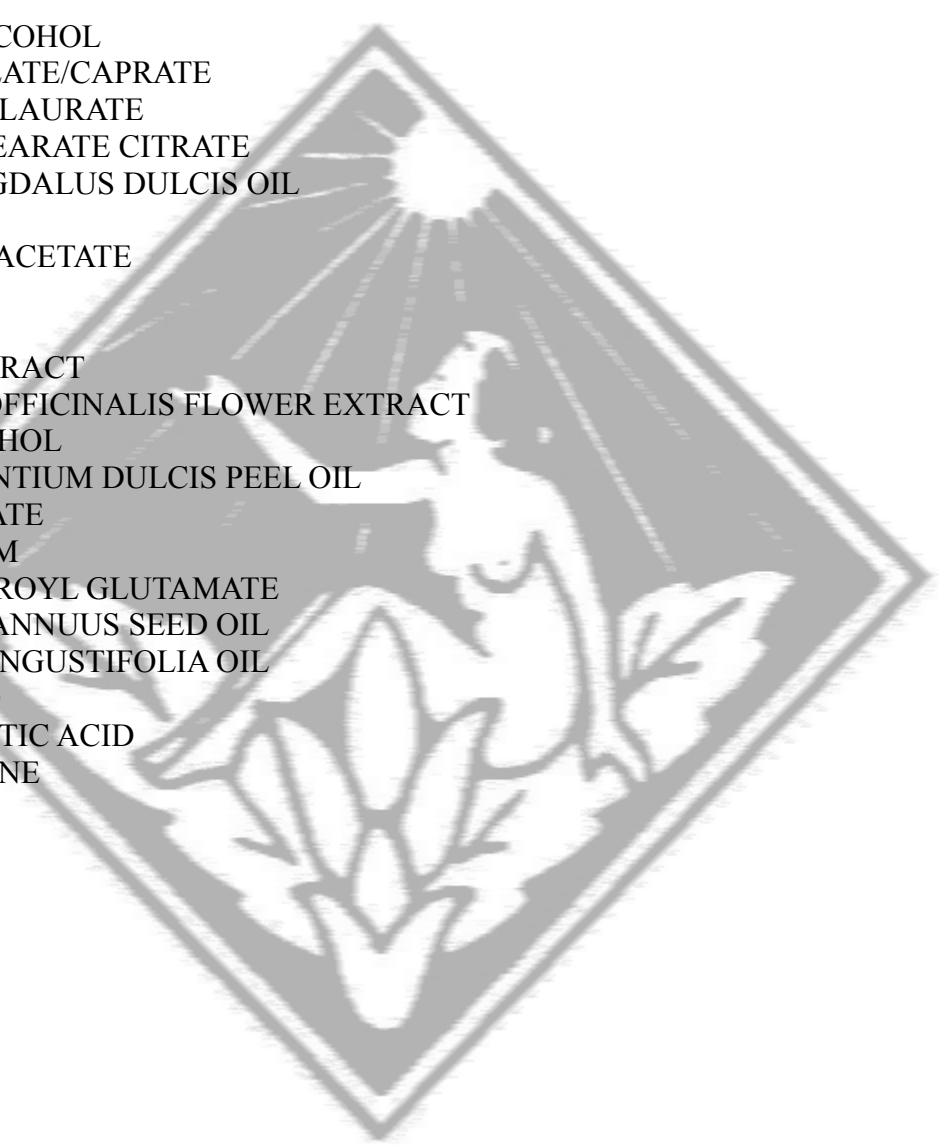 COHOL
LATE/CAPRATE
LAURATE
EARATE CITRATE
GDALUS DULCIS OIL
ACETATE
RACT
OFFICINALIS FLOWER EXTRACT
HOL
NTIUM DULCIS PEEL OIL
ATE
M
ROYL GLUTAMATE
ANNUUS SEED OIL
NGUSTIFOLIA OIL
TIC ACID
NE